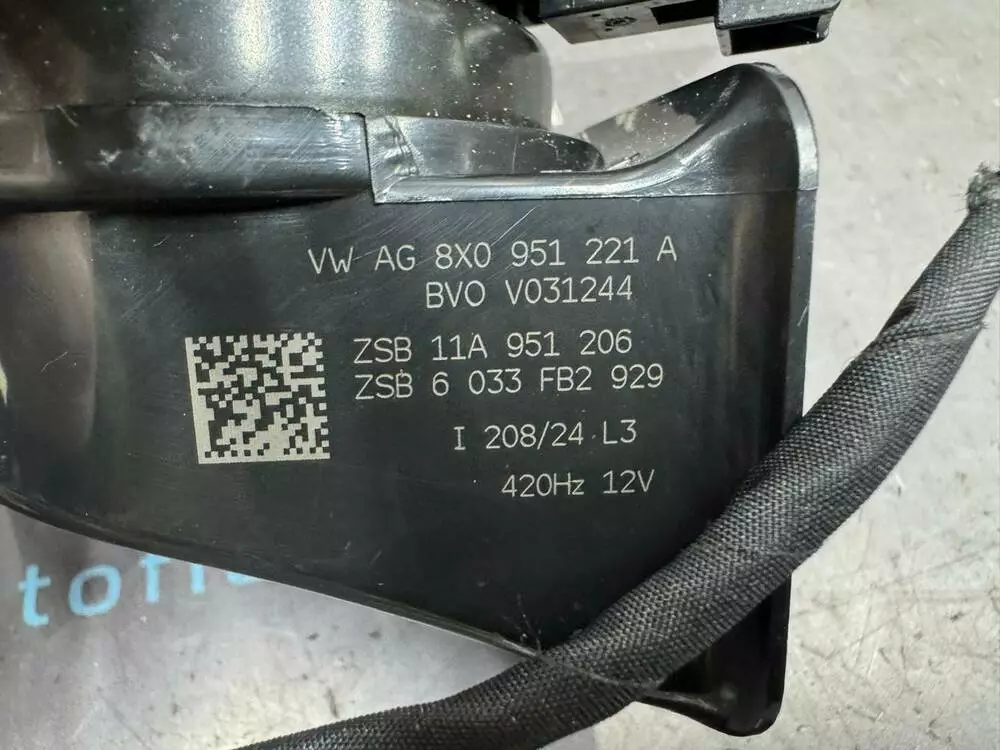 VW AG 8X0 951 221 A
BVO V031244
ZSB 11A 951 206
ZSB 6 033 FB2 929
I 208/24 L3
420Hz 12V